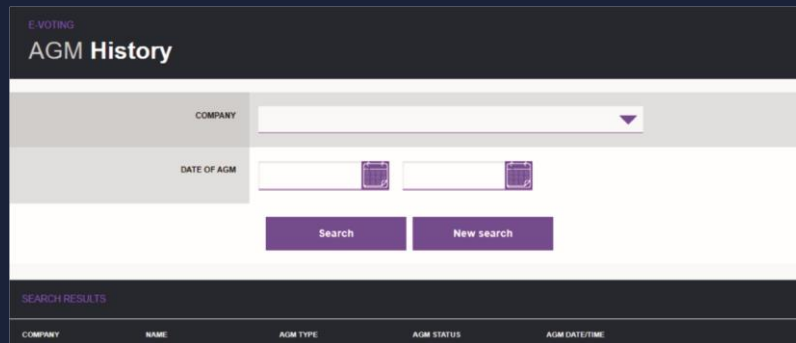 E-VOTING
AGM History
COMPANY
DATE OF AGM
Search New search
SEARCH RESULTS
COMPANY NAME AGM TYPE AGM STATUS AGM DATE/TIME